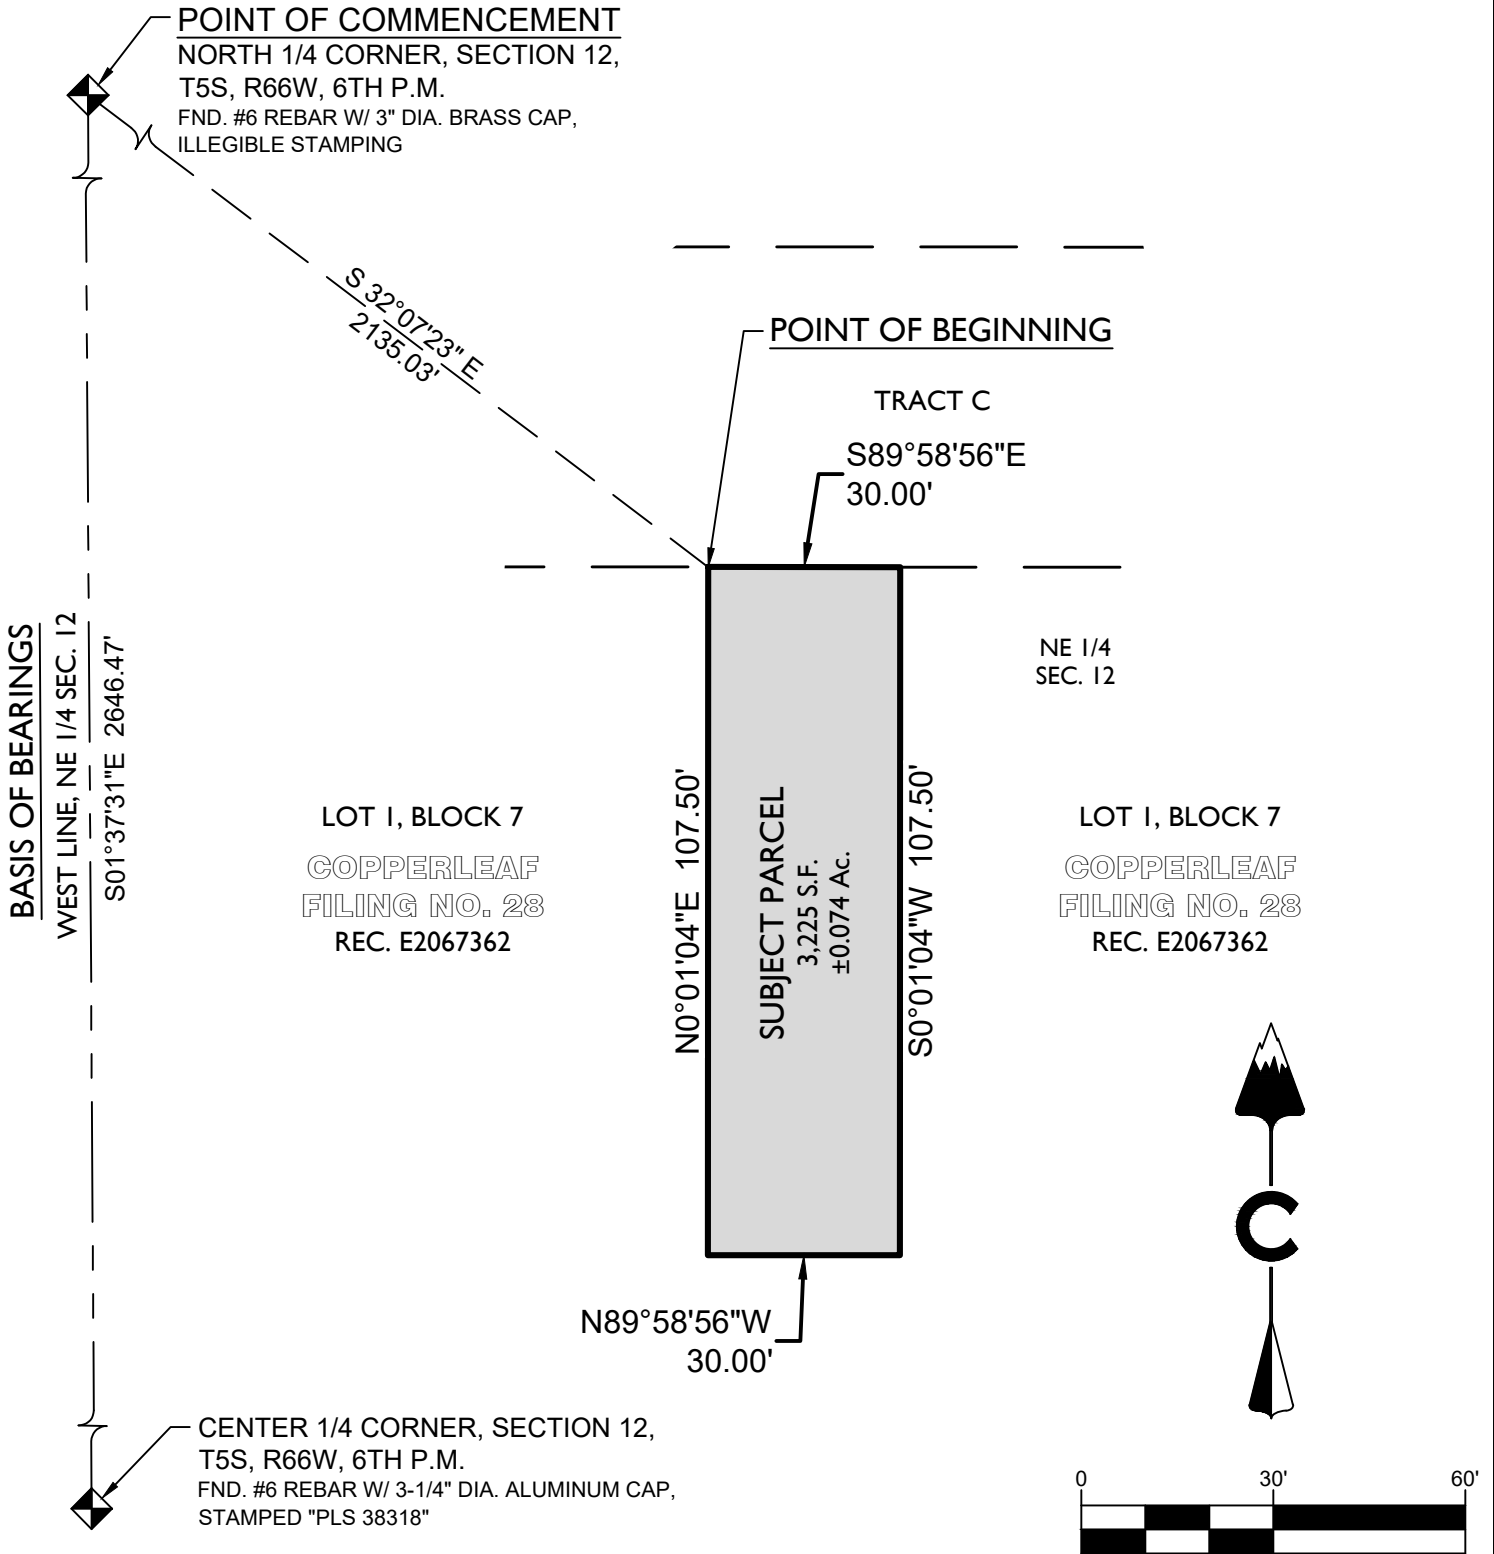 POINT OF COMMENCEMENT
NORTH 1/4 CORNER, SECTION 12,
T5S, R66W, 6TH P.M.
FND. #6 REBAR W/ 3" DIA. BRASS CAP,
ILLEGIBLE STAMPING
S 32°07'23" E
2135.03'
POINT OF BEGINNING
TRACT C
S89°58'56"E
30.00'
NE 1/4
SEC. 12
BASIS OF BEARINGS
WEST LINE, NE 1/4 SEC. 12
S01°37'31"E 2646.47'
LOT 1, BLOCK 7
COPPERLEAF
FILING NO. 28
REC. E2067362
N0°01'04"E 107.50'
SUBJECT PARCEL
3,225 S.F.
±0.074 Ac.
S0°01'04"W 107.50'
LOT 1, BLOCK 7
COPPERLEAF
FILING NO. 28
REC. E2067362
C
N89°58'56"W
30.00'
CENTER 1/4 CORNER, SECTION 12,
T5S, R66W, 6TH P.M.
FND. #6 REBAR W/ 3-1/4" DIA. ALUMINUM CAP,
STAMPED "PLS 38318"
0 30' 60'